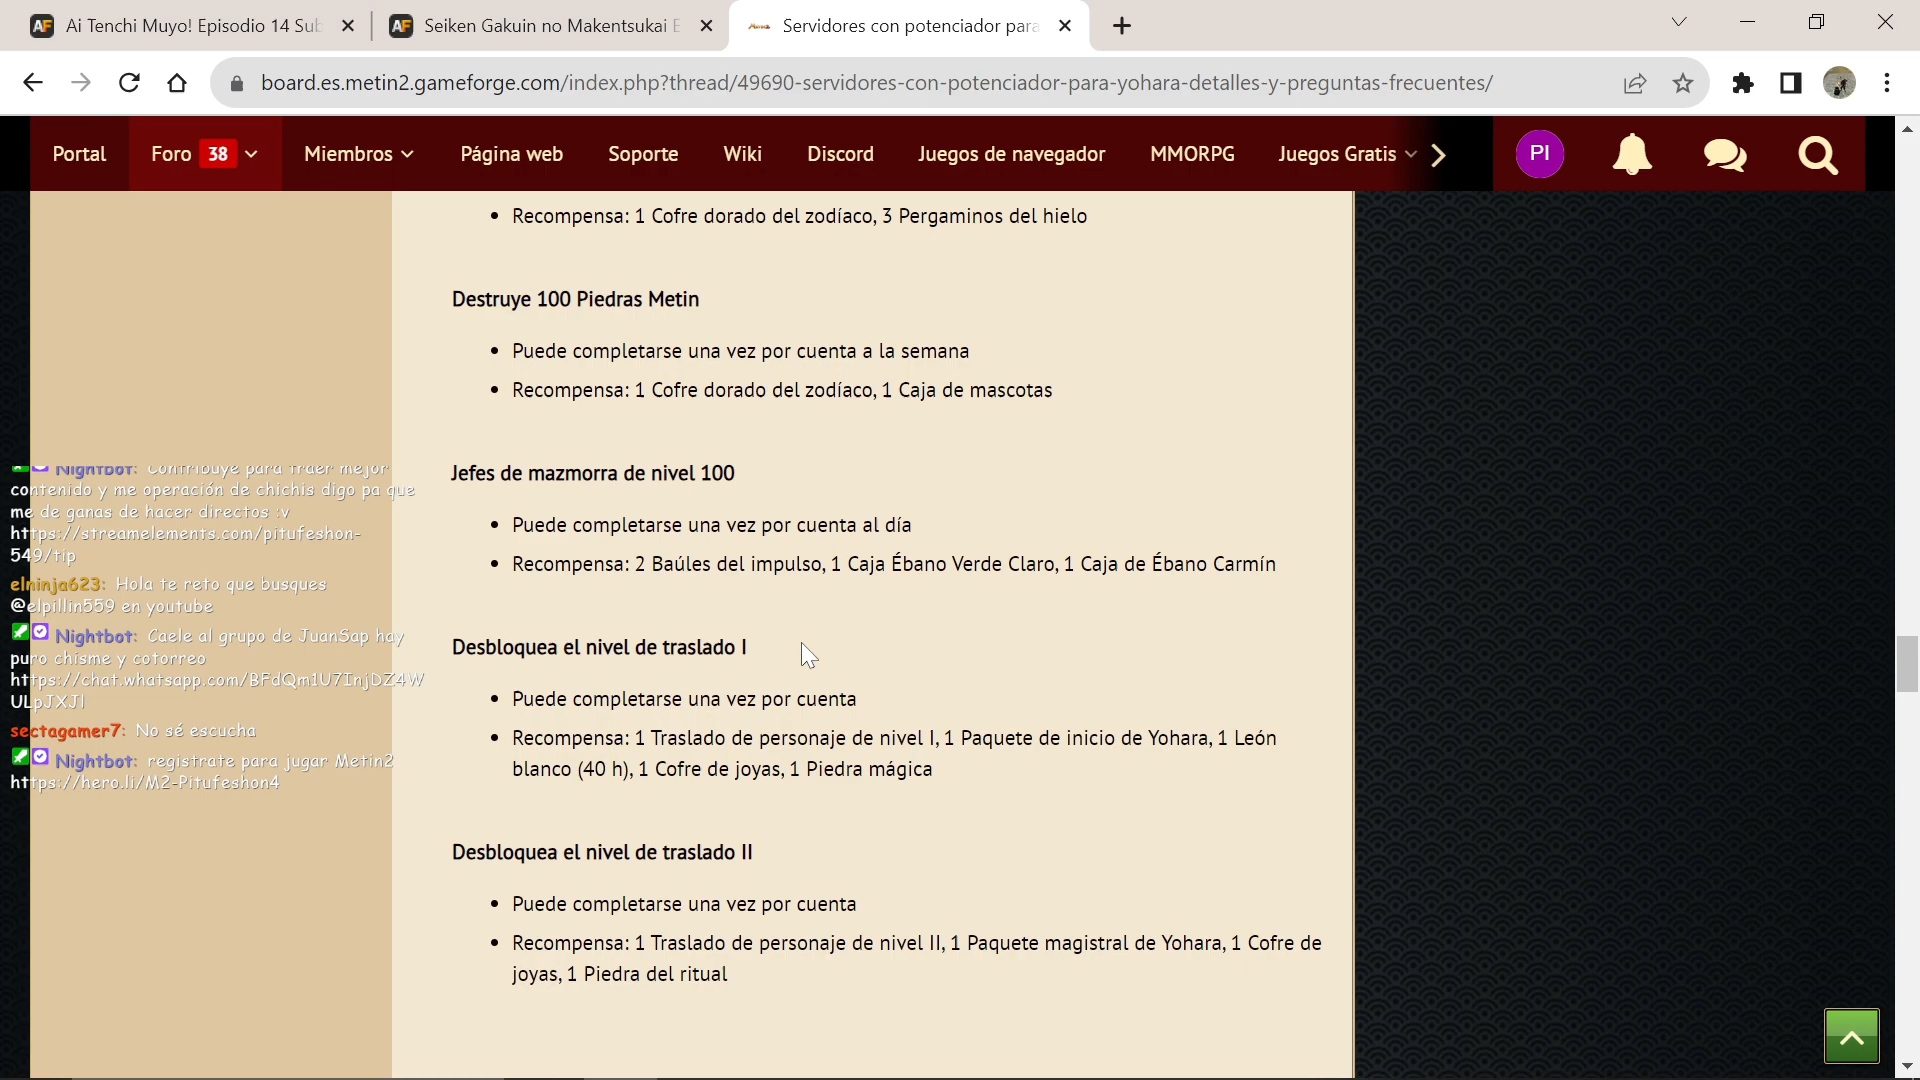 Ai Tenchi Muyo! Episodio 14 Sub
Seiken Gakuin no Makentsukai E
Servidores con potenciador para
board.es.metin2.gameforge.com/index.php?thread/49690-servidores-con-potenciador-para-yohara-detalles-y-preguntas-frecuentes/
Portal
Foro 38
Miembros
Página web
Soporte
Wiki
Discord
Juegos de navegador
MMORPG
Juegos Gratis
PI
• Recompensa: 1 Cofre dorado del zodíaco, 3 Pergaminos del hielo
Destruye 100 Piedras Metin
• Puede completarse una vez por cuenta a la semana
• Recompensa: 1 Cofre dorado del zodíaco, 1 Caja de mascotas
Jefes de mazmorra de nivel 100
• Puede completarse una vez por cuenta al día
• Recompensa: 2 Baúles del impulso, 1 Caja Ébano Verde Claro, 1 Caja de Ébano Carmín
Desbloquea el nivel de traslado I
• Puede completarse una vez por cuenta
• Recompensa: 1 Traslado de personaje de nivel I, 1 Paquete de inicio de Yohara, 1 León
blanco (40 h), 1 Cofre de joyas, 1 Piedra mágica
Desbloquea el nivel de traslado II
• Puede completarse una vez por cuenta
• Recompensa: 1 Traslado de personaje de nivel II, 1 Paquete magistral de Yohara, 1 Cofre de
joyas, 1 Piedra del ritual
Nightbot: Contribuye para traer mejor
contenido y me operación de chichis digo pa que
me de ganas de hacer directos :v
https://streamelements.com/pitufeshon-
549/tip
elninja623: Hola te reto que busques
@elpillin559 en youtube
Nightbot: Caele al grupo de JuanSap hay
puro chisme y cotorreo
https://chat.whatsapp.com/BFdQm1U7InjDZ4W
ULpJXJl
sectagamer7: No sé escucha
Nightbot: registrate para jugar Metin2
https://hero.li/M2-Pitufeshon4